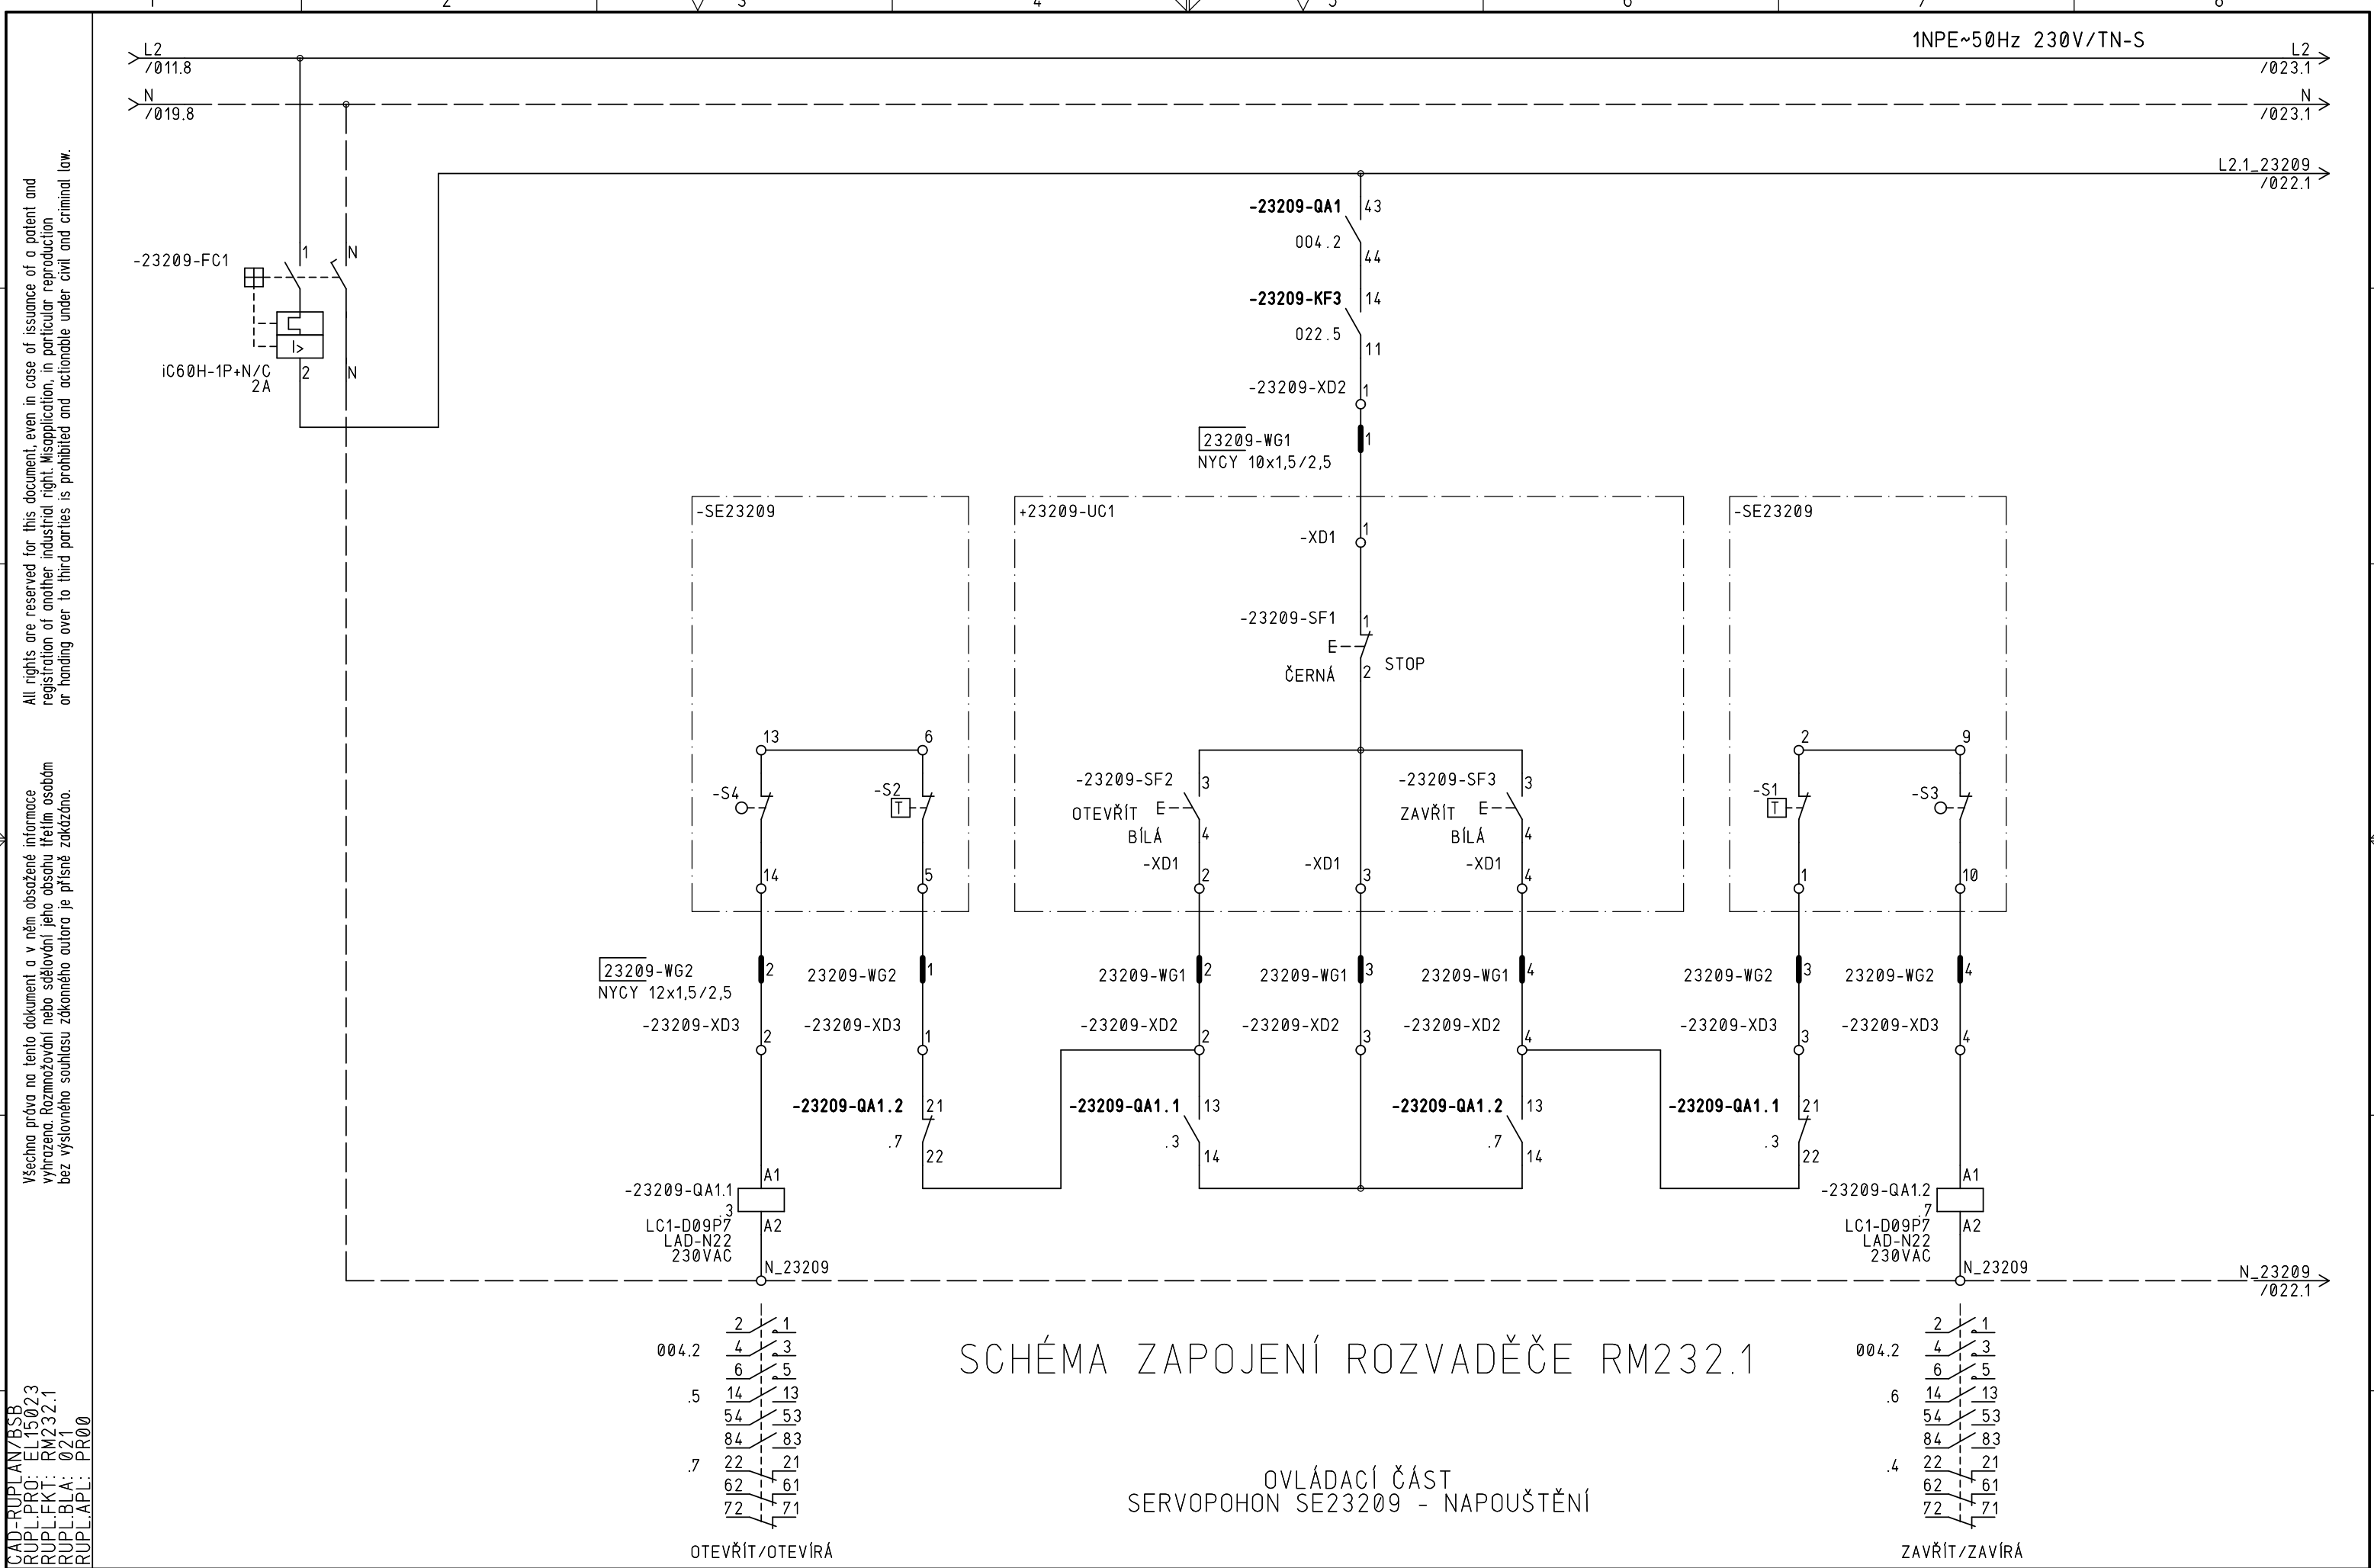 1NPE~50Hz 230V/TN-S
L2
/011.8
L2
/023.1
N
/019.8
N
/023.1
L2.1_23209
/022.1
-23209-QA1
43
004.2
44
-23209-FC1
1
N
-23209-KF3
14
022.5
11
I>
iC60H-1P+N/C
2A
2
N
-23209-XD2
1
23209-WG1
1
NYCY 10x1,5/2,5
-SE23209
+23209-UC1
-SE23209
-XD1
1
-23209-SF1
1
E
STOP
ČERNÁ
2
13
6
2
9
-S4
-S2
T
-23209-SF2
3
OTEVŘÍT
E
BÍLÁ
4
-23209-SF3
3
ZAVŘÍT
E
BÍLÁ
4
-S1
T
-S3
14
5
-XD1
2
-XD1
3
-XD1
4
1
10
23209-WG2
2
NYCY 12x1,5/2,5
23209-WG2
1
23209-WG1
2
23209-WG1
3
23209-WG1
4
23209-WG2
3
23209-WG2
4
-23209-XD3
2
-23209-XD3
1
-23209-XD2
2
-23209-XD2
3
-23209-XD2
4
-23209-XD3
3
-23209-XD3
4
-23209-QA1.2
21
.7
22
-23209-QA1.1
13
.3
14
-23209-QA1.2
13
.7
14
-23209-QA1.1
21
.3
22
A1
-23209-QA1.1
.3
A2
LC1-D09P7
LAD-N22
230VAC
N_23209
A1
-23209-QA1.2
.7
A2
LC1-D09P7
LAD-N22
230VAC
N_23209
N_23209
/022.1
2 1
004.2 4 3
6 5
.5 14 13
54 53
84 83
.7 22 21
62 61
72 71
OTEVŘÍT/OTEVÍRÁ
SCHÉMA ZAPOJENÍ ROZVADĚČE RM232.1
OVLÁDACÍ ČÁST
SERVOPOHON SE23209 - NAPOUŠTĚNÍ
2 1
004.2 4 3
6 5
.6 14 13
54 53
84 83
.4 22 21
62 61
72 71
ZAVŘÍT/ZAVÍRÁ
All rights are reserved for this document, even in case of issuance of a patent and
registration of another industrial right. Misapplication, in particular reproduction
or handing over to third parties is prohibited and actionable under civil and criminal law.
Všechna práva na tento dokument a v něm obsažené informace
vyhrazena. Rozmnožování nebo sdělování jeho obsahu třetím osobám
bez výslovného souhlasu zákonného autora je přísně zakázáno.
CAD-RUPLAN/BSB
RUPL.PRO: EL15023
RUPL.FKT: RM232.1
RUPL.BLA: 021
RUPL.APL: PR00